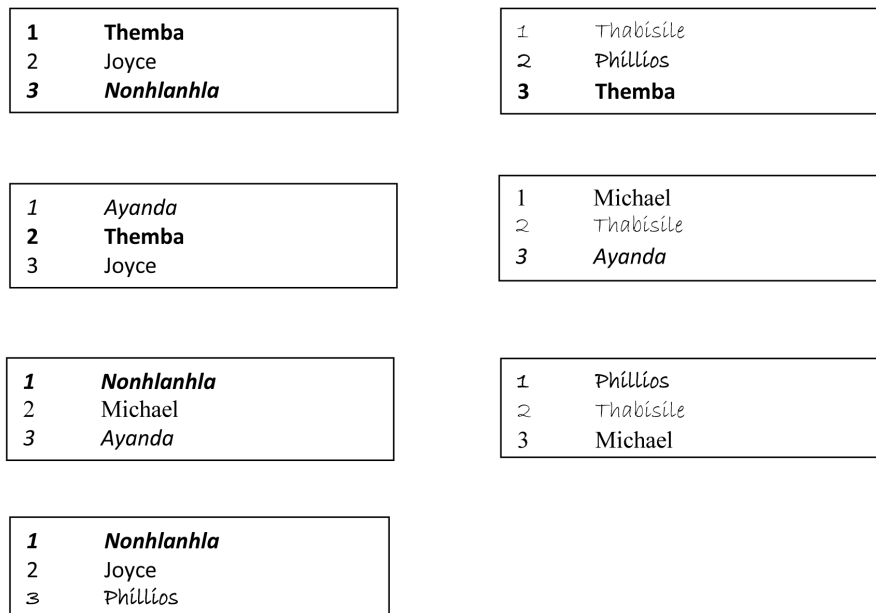 1 Themba
2 Joyce
3 Nonhlanhla
1 Ayanda
2 Themba
3 Joyce
1 Nonhlanhla
2 Michael
3 Ayanda
1 Nonhlanhla
2 Joyce
3 Phillios
1 Thabisile
2 Phillios
3 Themba
1 Michael
2 Thabisile
3 Ayanda
1 Phillios
2 Thabisile
3 Michael